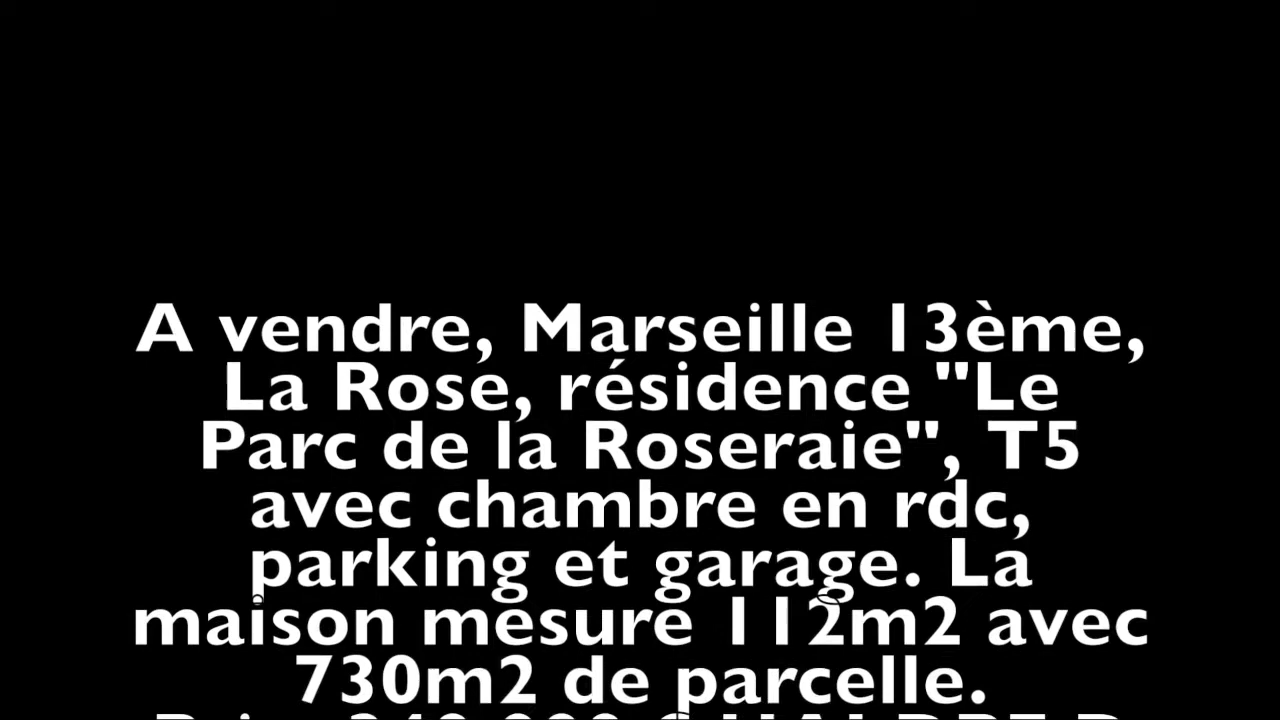 A vendre, Marseille 13ème,
La Rose, résidence "Le
Parc de la Roseraie", T5
avec chambre en rdc,
parking et garage. La
maison mesure 112m2 avec
730m2 de parcelle.